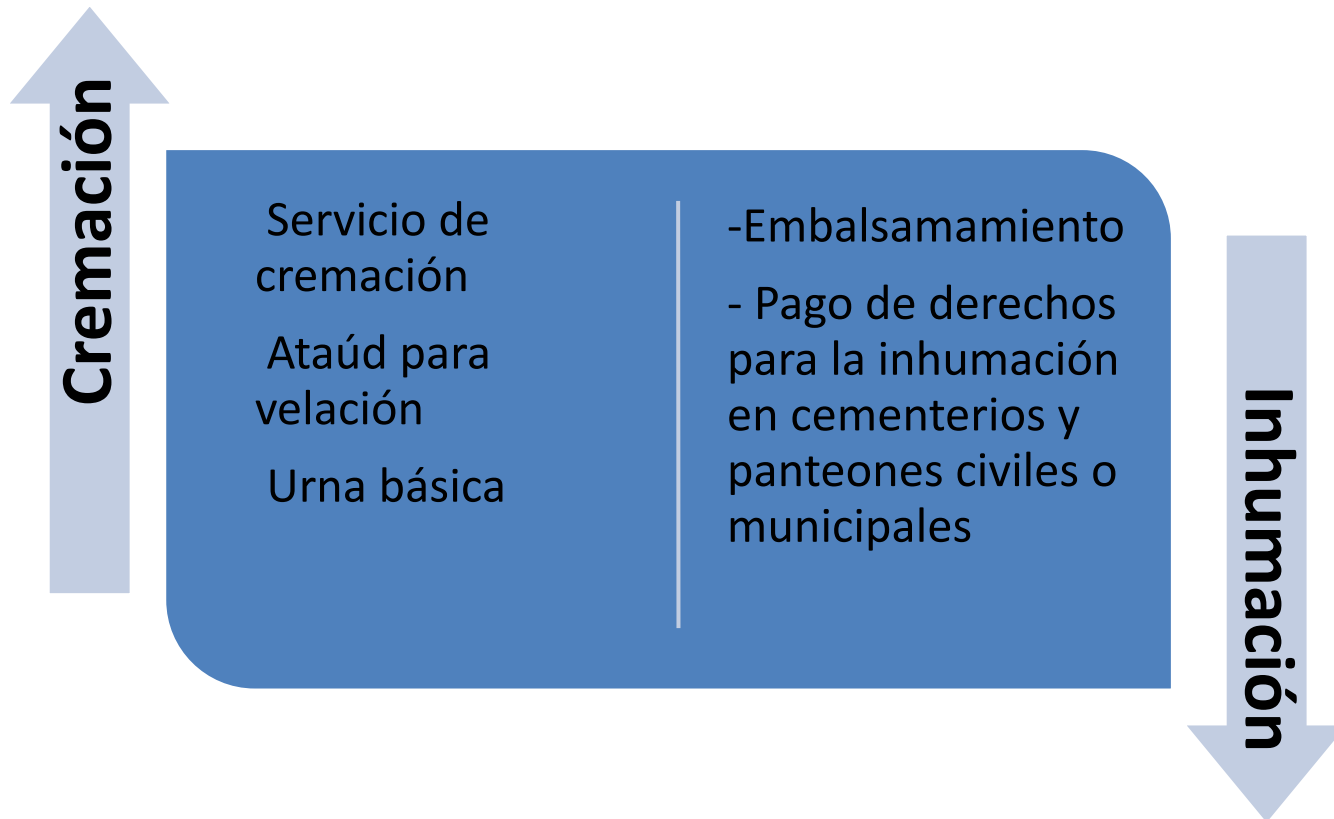 Cremación
Servicio de
cremación
Ataúd para
velación
Urna básica
-Embalsamamiento
- Pago de derechos
para la inhumación
en cementerios y
panteones civiles o
municipales
Inhumación